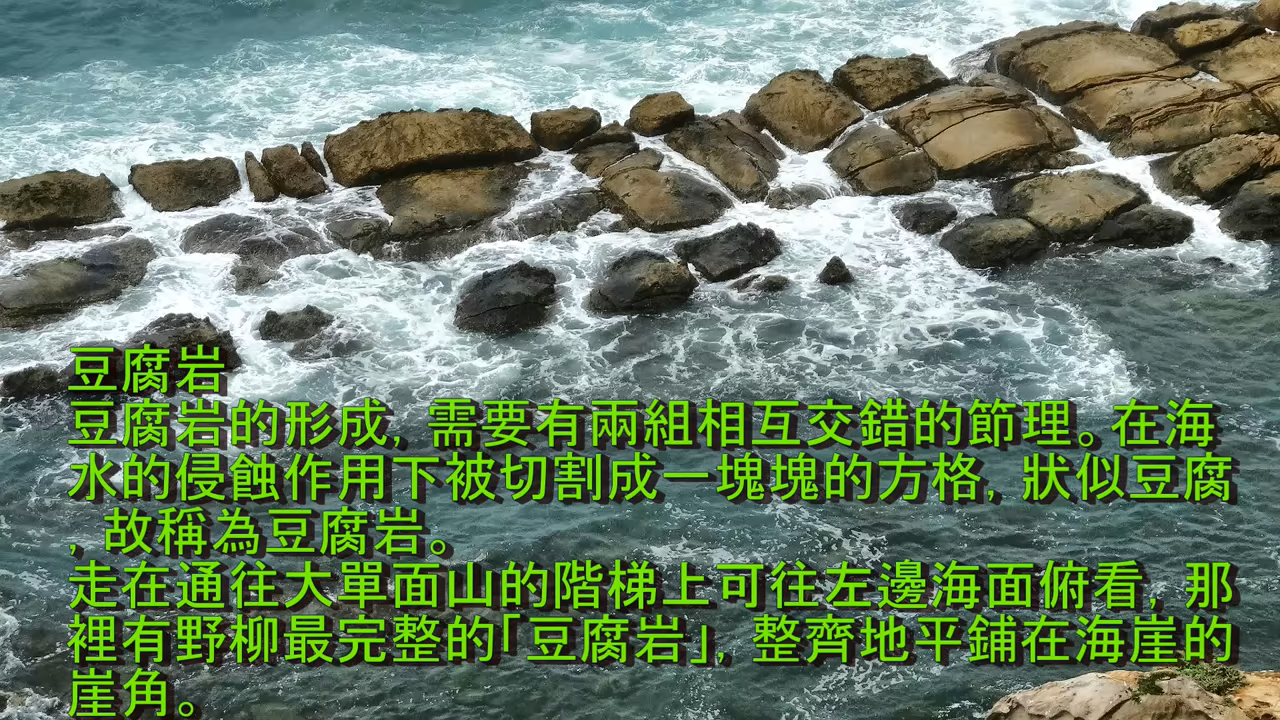 豆腐岩
豆腐岩的形成, 需要有兩組相互交錯的節理。在海
水的侵蝕作用下被切割成一塊塊的方格, 狀似豆腐
, 故稱為豆腐岩。
走在通往大單面山的階梯上可往左邊海面俯看, 那
裡有野柳最完整的「豆腐岩」, 整齊地平鋪在海崖的
崖角。